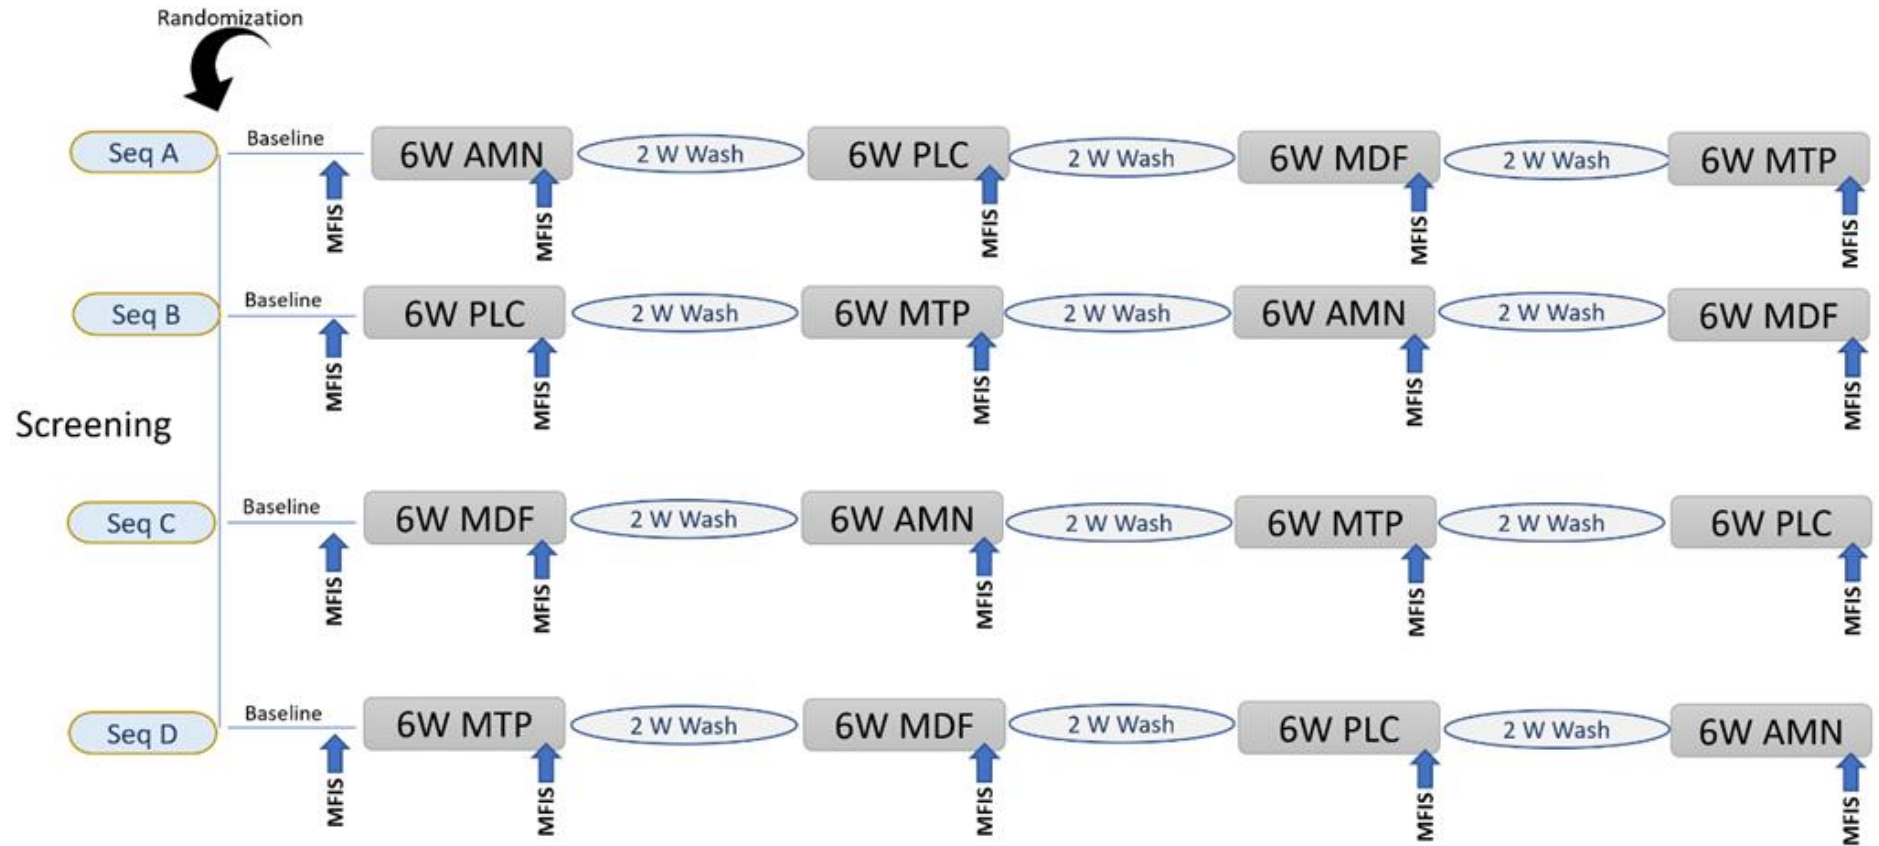 Randomization
Seq A
Baseline
6W AMN
2 W Wash
6W PLC
2 W Wash
6W MDF
2 W Wash
6W MTP
MFIS
MFIS
MFIS
MFIS
MFIS
Seq B
Baseline
6W PLC
2 W Wash
6W MTP
2 W Wash
6W AMN
2 W Wash
6W MDF
MFIS
MFIS
MFIS
MFIS
MFIS
Screening
Seq C
Baseline
6W MDF
2 W Wash
6W AMN
2 W Wash
6W MTP
2 W Wash
6W PLC
MFIS
MFIS
MFIS
MFIS
MFIS
Seq D
Baseline
6W MTP
2 W Wash
6W MDF
2 W Wash
6W PLC
2 W Wash
6W AMN
MFIS
MFIS
MFIS
MFIS
MFIS